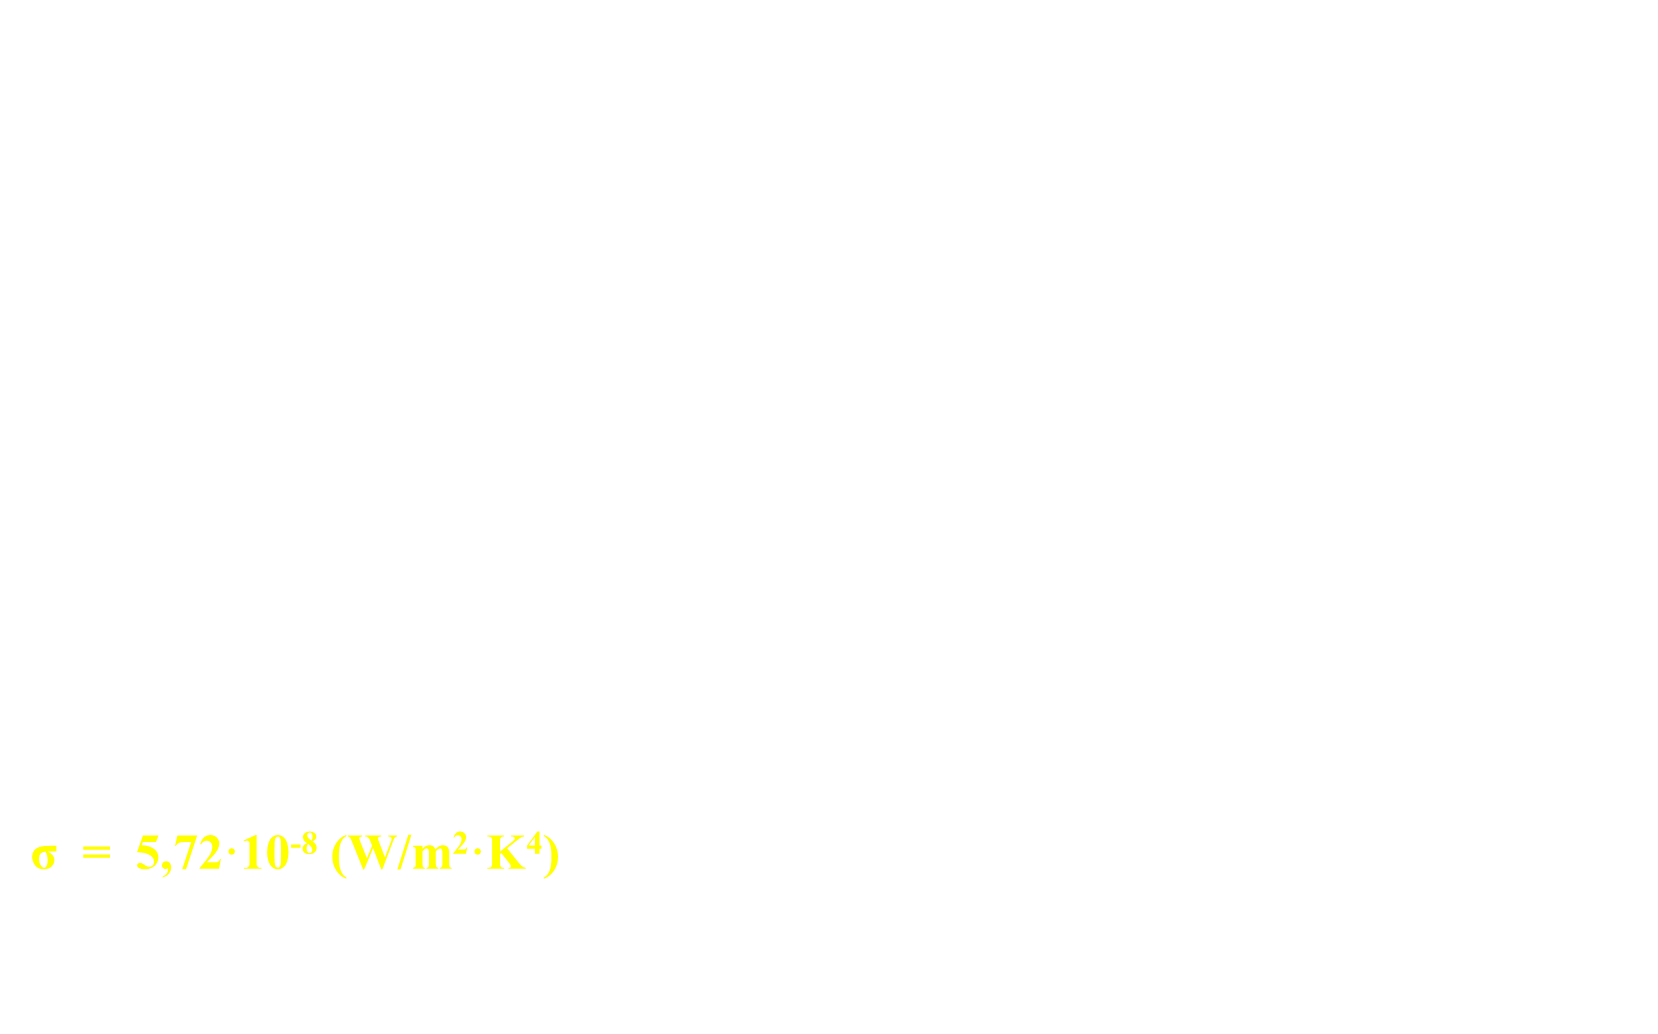 σ = 5,72·10⁻⁸ (W/m²·K⁴)